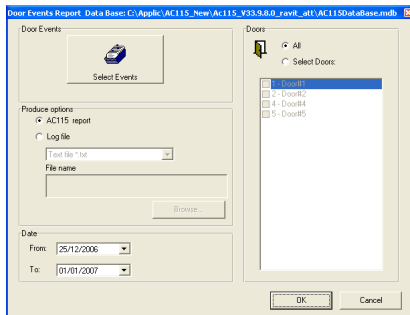 Door Events Report Data Base: C:\Applic\AC115_New\Ac115_V33.9.8.0_ravit_att\AC115DataBase.mdb
Door Events
Select Events
Produce options
AC115 report
Log file
Text file *.txt
File name
Browse...
Date
From: 25/12/2006
To: 01/01/2007
Doors
All
Select Doors:
1 - Door#1
2 - Door#2
4 - Door#4
5 - Door#5
OK
Cancel